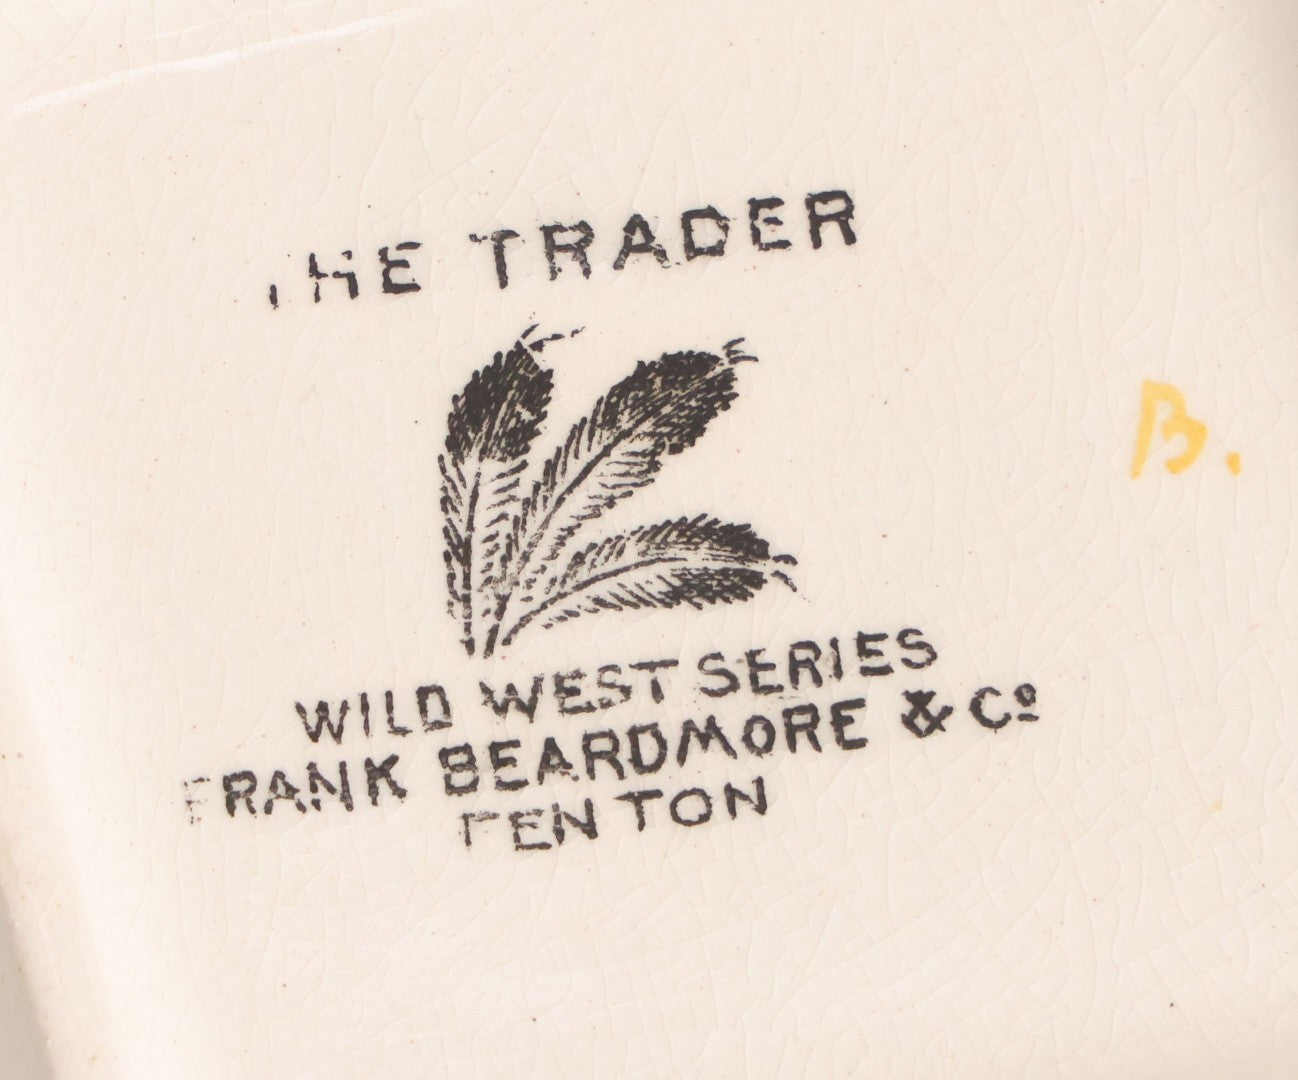 THE TRADER
WILD WEST SERIES
FRANK BEARDMORE & Cº
FENTON
B.